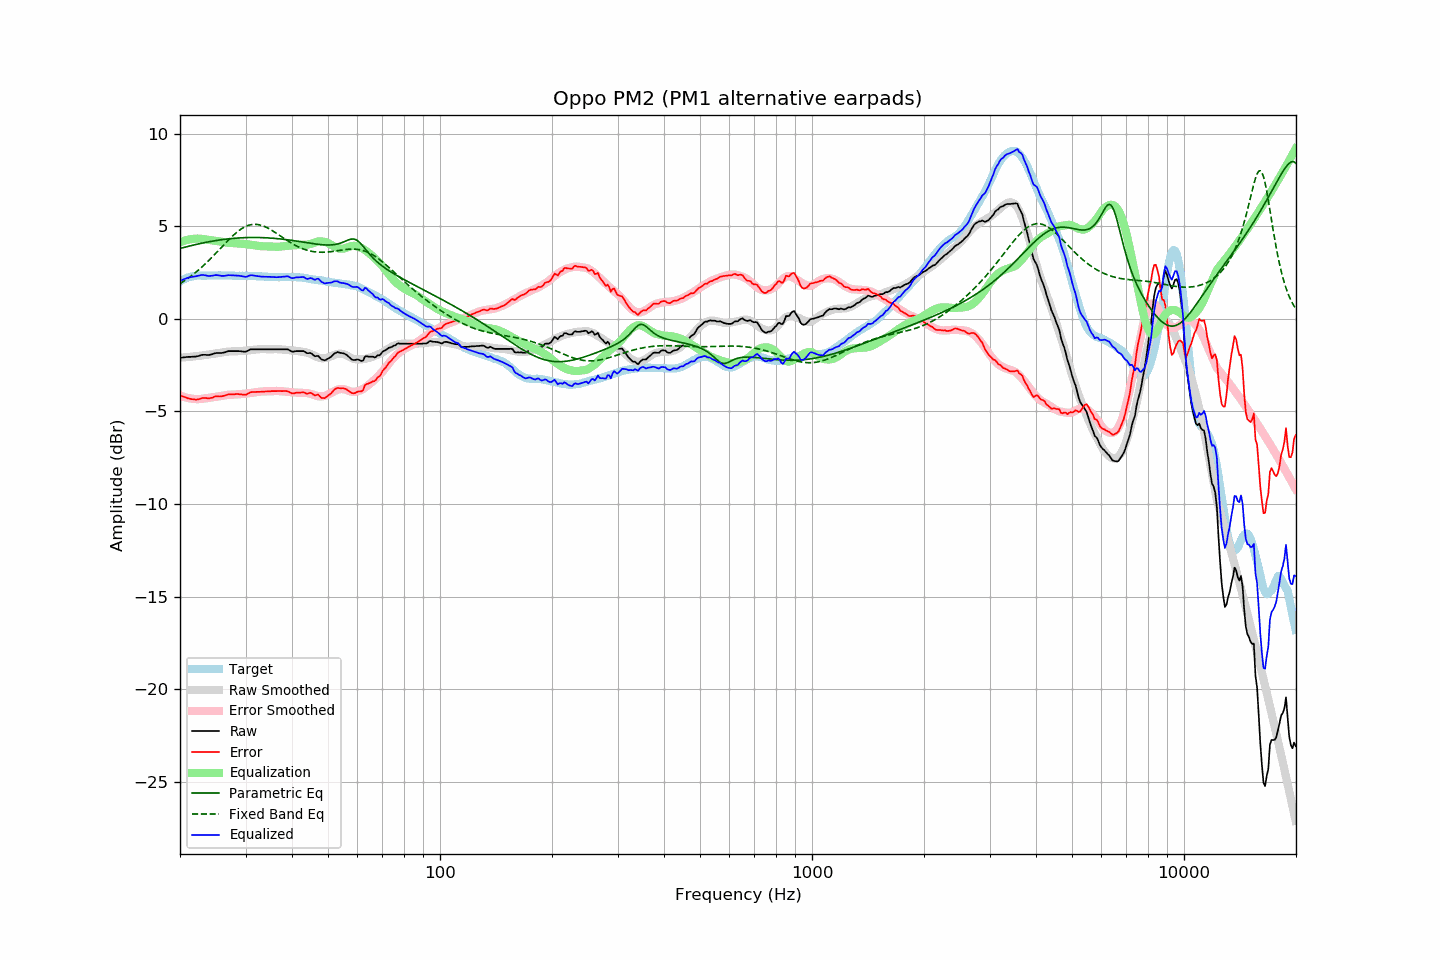 Oppo PM2 (PM1 alternative earpads)
Amplitude (dBr)
10
5
0
−5
−10
−15
−20
−25
Target
Raw Smoothed
Error Smoothed
Raw
Error
Equalization
Parametric Eq
Fixed Band Eq
Equalized
100
1000
10000
Frequency (Hz)